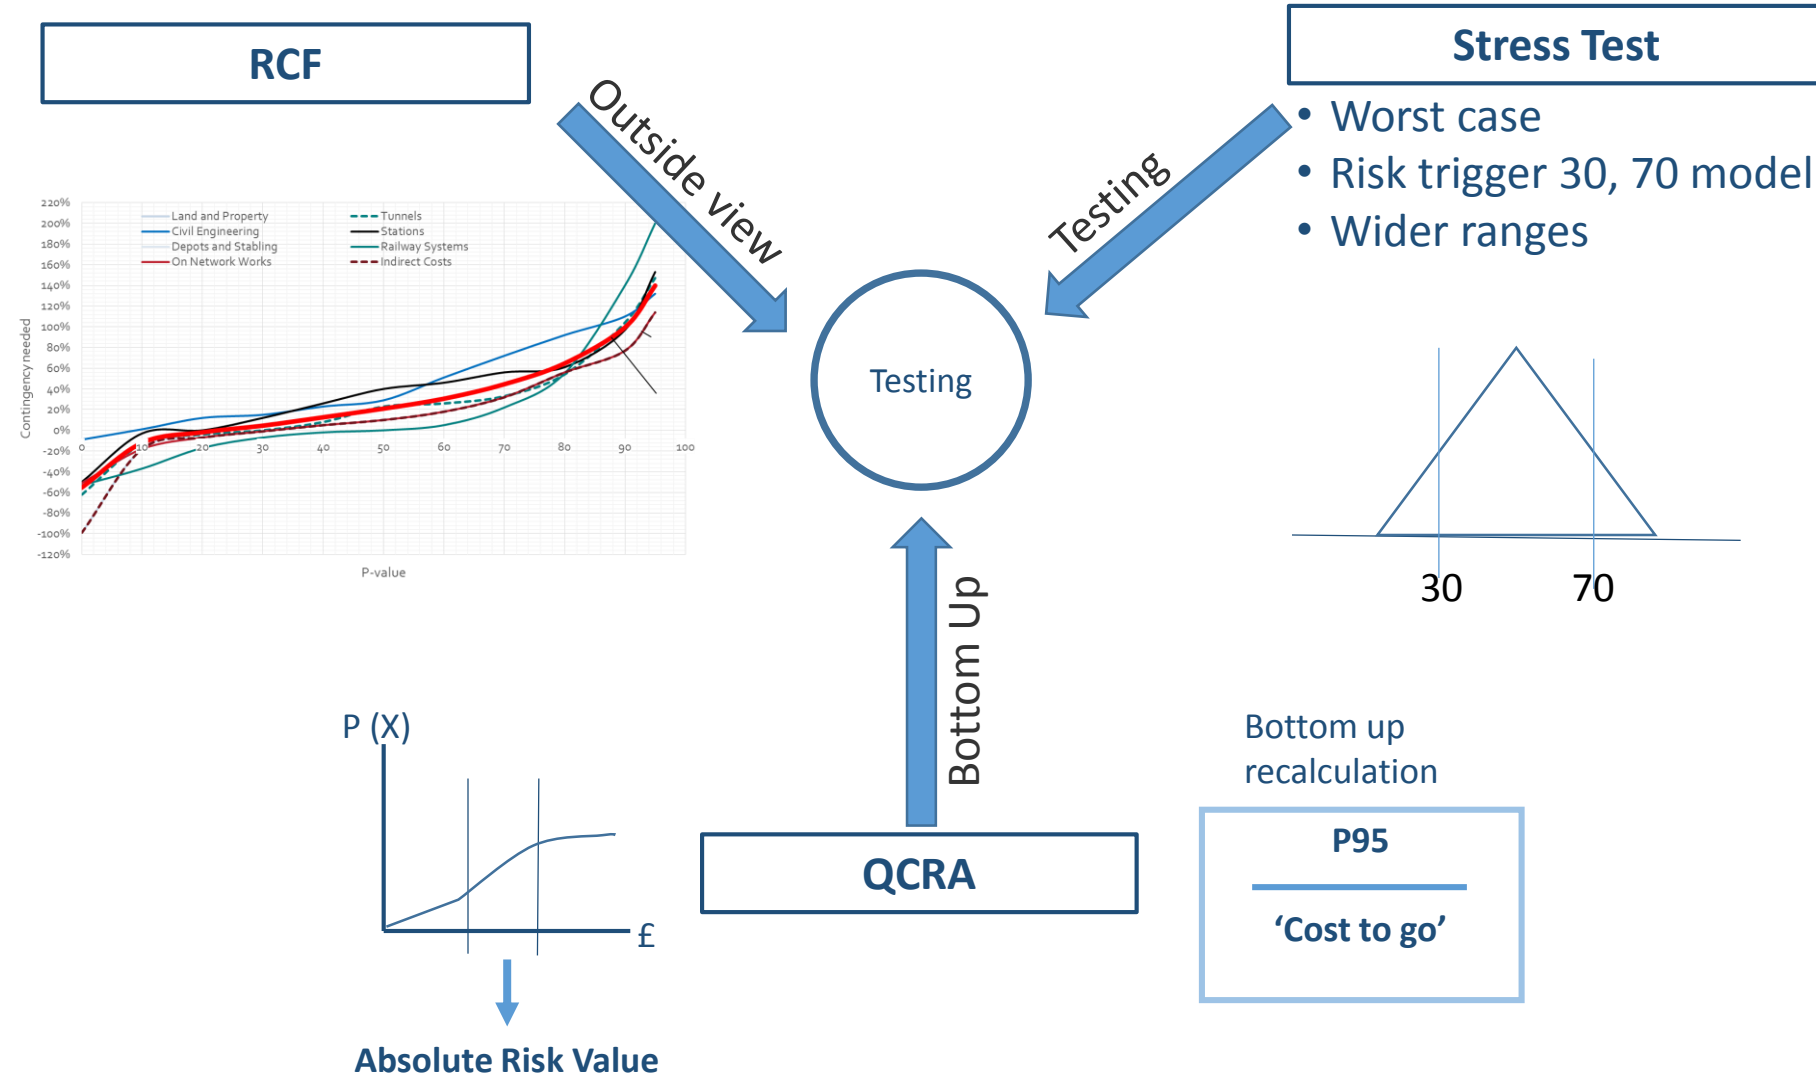 RCF
Stress Test
• Worst case
• Risk trigger 30, 70 model
• Wider ranges
Outside view
Testing
Testing
Bottom Up
220%
200%
180%
160%
140%
120%
100%
80%
60%
40%
20%
0%
-20%
-40%
-60%
-80%
-100%
-120%
Contingency needed
Land and Property
Tunnels
Civil Engineering
Stations
Depots and Stabling
Railway Systems
On Network Works
Indirect Costs
0 10 20 30 40 50 60 70 80 90 100
P-value
30 70
P (X)
£
Absolute Risk Value
QCRA
Bottom up
recalculation
P95
‘Cost to go’